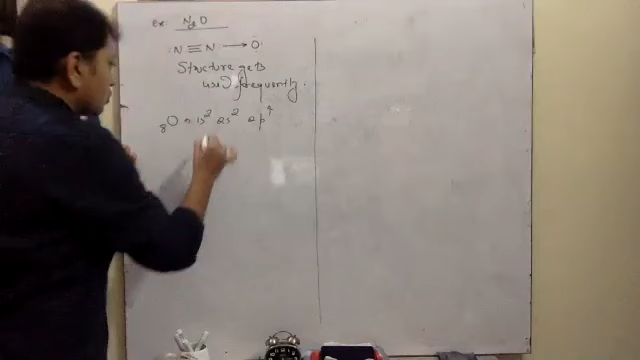 Ex: N₂O
:N ≡ N: → Ö:
Structure gets
used frequently.
₈O → 1s² 2s² 2p⁴